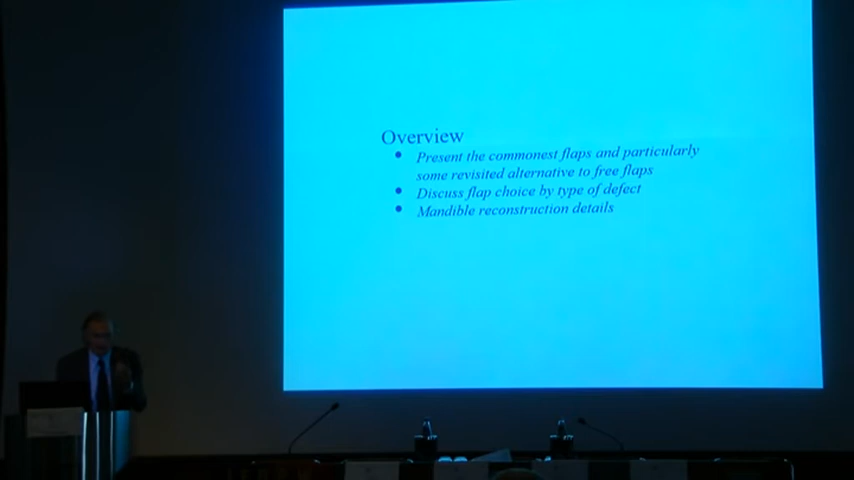 Overview
Present the commonest flaps and particularly
some revisited alternative to free flaps
Discuss flap choice by type of defect
Mandible reconstruction details